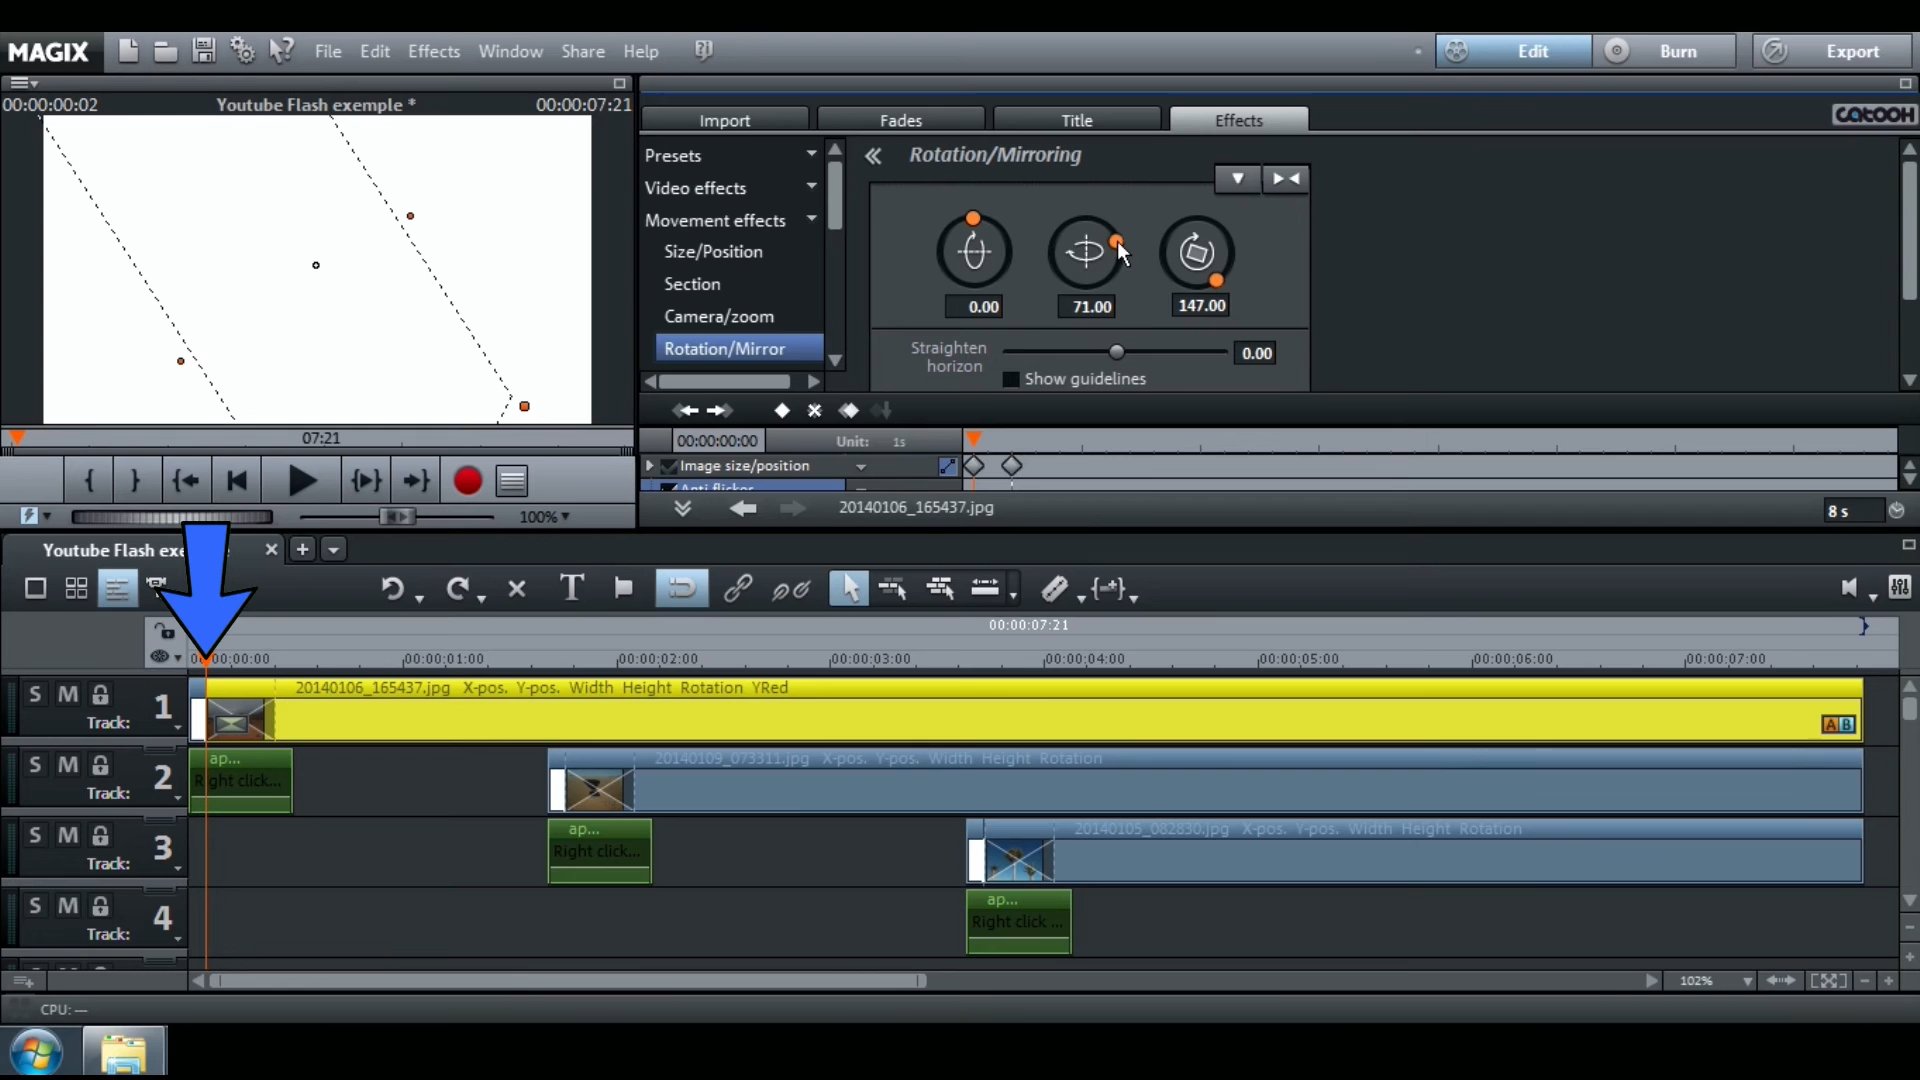 MAGIX File Edit Effects Window Share Help Edit Burn Export
00:00:00:02 Youtube Flash exemple * 00:00:07:21
Import Fades Title Effects CATOOH
Presets
Video effects
Movement effects
Size/Position
Section
Camera/zoom
Rotation/Mirror
Rotation/Mirroring
0.00 71.00 147.00
Straighten
horizon
0.00
Show guidelines
07:21
00:00:00:00 Unit: 1s
Image size/position
Anti flicker
100%
20140106_165437.jpg
8 s
Youtube Flash exe
T
00:00:07:21
00:00:00 00:00:01:00 00:00:02:00 00:00:03:00 00:00:04:00 00:00:05:00 00:00:06:00 00:00:07:00
20140106_165437.jpg X-pos. Y-pos. Width Height Rotation YRed
S M 1
Track:
AB
ap... 20140109_073311.jpg X-pos. Y-pos. Width Height Rotation
S M 2
Right click...
Track:
ap... 20140105_082830.jpg X-pos. Y-pos. Width Height Rotation
S M 3
Right click...
Track:
ap...
S M 4
Right click ...
Track:
102%
CPU: —